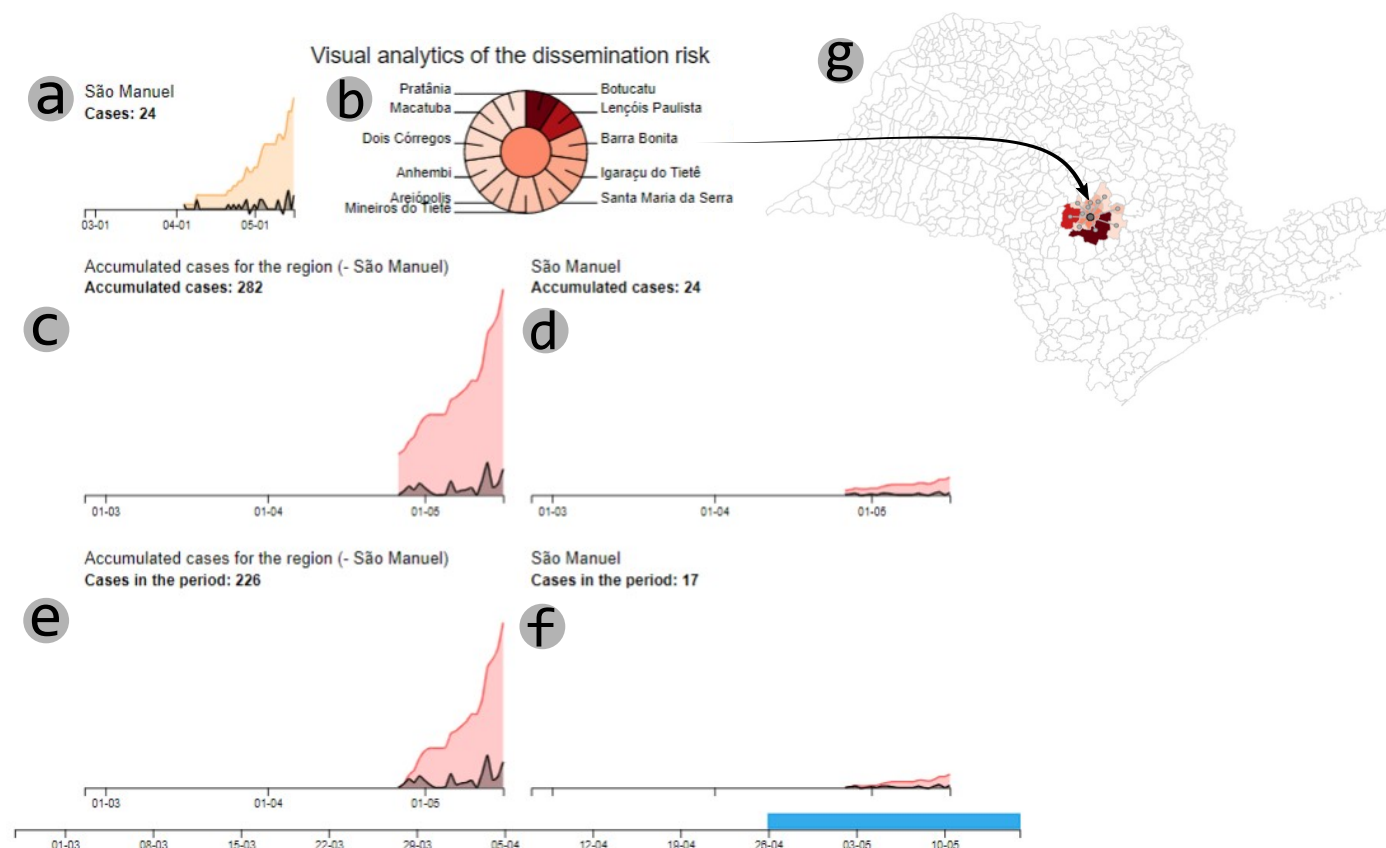 Visual analytics of the dissemination risk
a
São Manuel
Cases: 24
03-01 04-01 05-01
b
Pratânia
Macatuba
Dois Córregos
Anhembi
Areiópolis
Mineiros do Tietê
Botucatu
Lençóis Paulista
Barra Bonita
Igaraçu do Tietê
Santa Maria da Serra
g
c
Accumulated cases for the region (- São Manuel)
Accumulated cases: 282
01-03 01-04 01-05
d
São Manuel
Accumulated cases: 24
01-03 01-04 01-05
e
Accumulated cases for the region (- São Manuel)
Cases in the period: 226
01-03 01-04 01-05
f
São Manuel
Cases in the period: 17
01-03 08-03 15-03 22-03 29-03 05-04 12-04 19-04 26-04 03-05 10-05